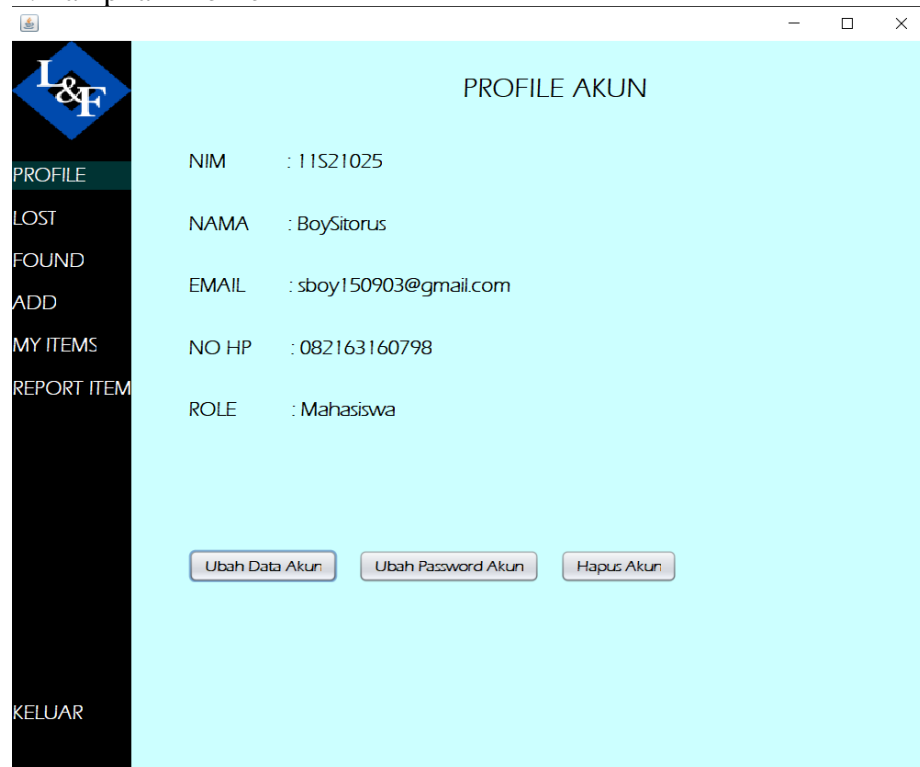 L&F
PROFILE AKUN
PROFILE
LOST
FOUND
ADD
MY ITEMS
REPORT ITEM
KELUAR
NIM : 11S21025
NAMA : BoySitorus
EMAIL : sboy150903@gmail.com
NO HP : 082163160798
ROLE : Mahasiswa
Ubah Data Akun Ubah Password Akun Hapus Akun